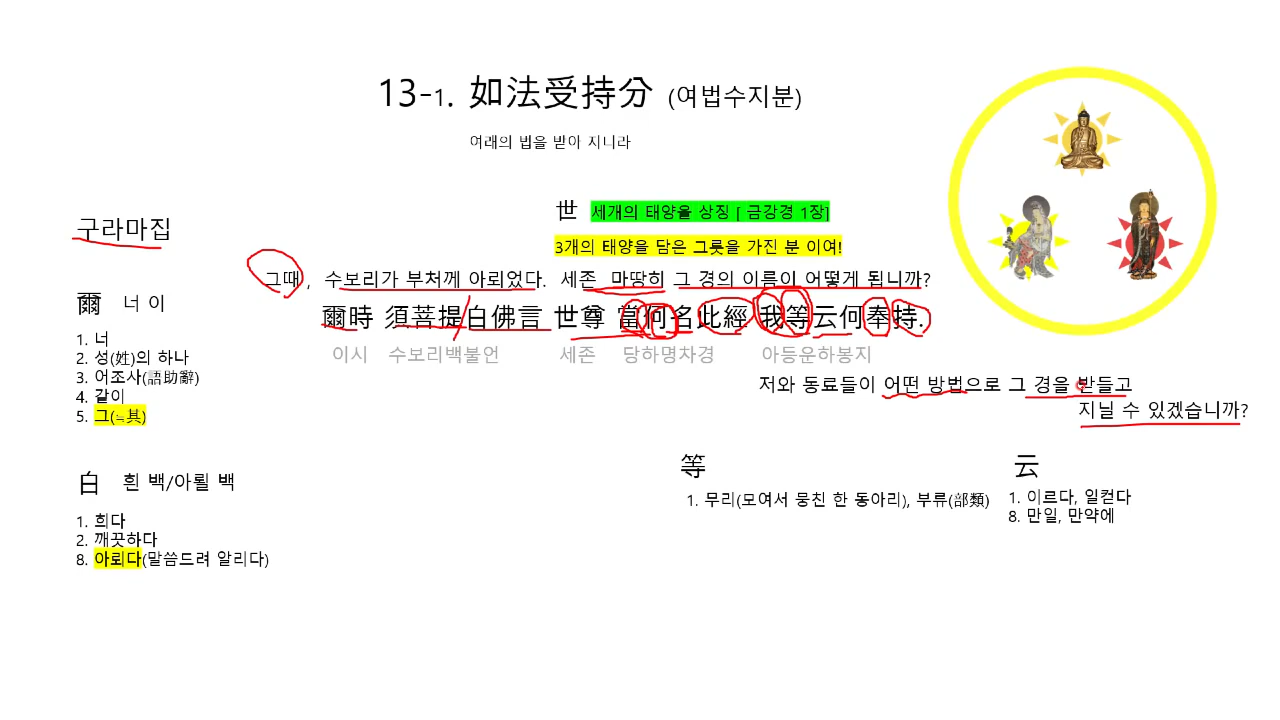 13-1. 如法受持分 (여법수지분)
여래의 법을 받아 지니라
世 세개의 태양을 상징 [ 금강경 1장]
3개의 태양을 담은 그릇을 가진 분 이여!
구라마집
그때 , 수보리가 부처께 아뢰었다. 세존 마땅히 그 경의 이름이 어떻게 됩니까?
爾時 須菩提白佛言 世尊 當何名此經 我等云何奉持.
이시 수보리백불언 세존 당하명차경 아등운하봉지
저와 동료들이 어떤 방법으로 그 경을 받들고
지닐 수 있겠습니까?
爾 너 이
1. 너
2. 성(姓)의 하나
3. 어조사(語助辭)
4. 같이
5. 그(≒其)
白 흰 백/아뢸 백
1. 희다
2. 깨끗하다
8. 아뢰다(말씀드려 알리다)
等
1. 무리(모여서 뭉친 한 동아리), 부류(部類)
云
1. 이르다, 일컫다
8. 만일, 만약에